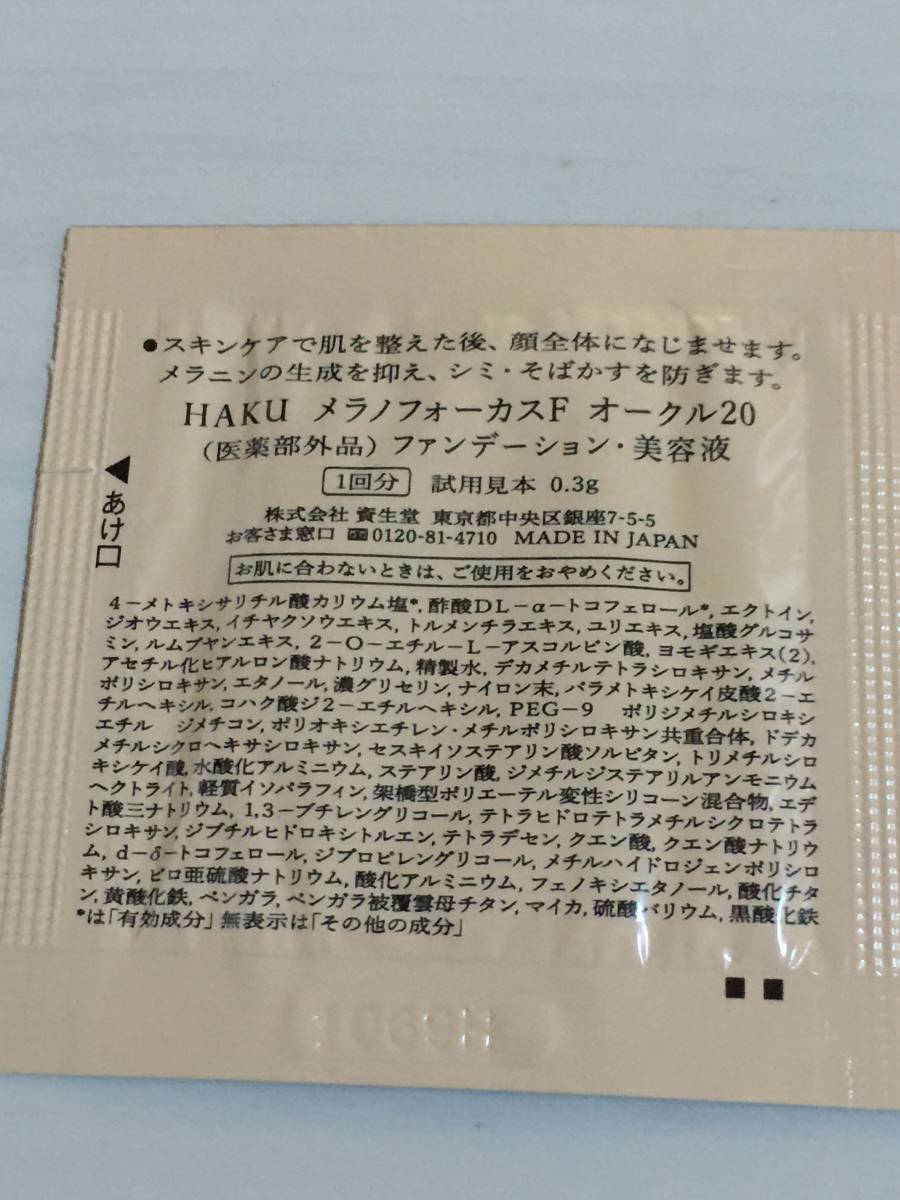 ●スキンケアで肌を整えた後、顔全体になじませます。
メラニンの生成を抑え、シミ・そばかすを防ぎます。
HAKU メラノフォーカスF オークル20
(医薬部外品) ファンデーション・美容液
1回分 試用見本 0.3g
株式会社 資生堂 東京都中央区銀座7-5-5
お客さま窓口 0120-81-4710 MADE IN JAPAN
お肌に合わないときは、ご使用をおやめください。
◀あけ口
4-メトキシサリチル酸カリウム塩*, 酢酸DL-α-トコフェロール*, エクトイン,
ジオウエキス, イチヤクソウエキス, トルメンチラエキス, ユリエキス, 塩酸グルコサ
ミン, ルムプヤンエキス, 2-O-エチル-L-アスコルビン酸, ヨモギエキス(2),
アセチル化ヒアルロン酸ナトリウム, 精製水, デカメチルテトラシロキサン, メチル
ポリシロキサン, エタノール, 濃グリセリン, ナイロン末, パラメトキシケイ皮酸2-エ
チルヘキシル, コハク酸ジ2-エチルヘキシル, PEG-9 ポリジメチルシロキシ
エチル ジメチコン, ポリオキシエチレン・メチルポリシロキサン共重合体, ドデカ
メチルシクロヘキサシロキサン, セスキイソステアリン酸ソルビタン, トリメチルシロ
キシケイ酸, 水酸化アルミニウム, ステアリン酸, ジメチルジステアリルアンモニウム
ヘクトライト, 軽質イソパラフィン, 架橋型ポリエーテル変性シリコーン混合物, エデ
ト酸三ナトリウム, 1,3-ブチレングリコール, テトラヒドロテトラメチルシクロテトラ
シロキサン, ジブチルヒドロキシトルエン, テトラデセン, クエン酸, クエン酸ナトリウ
ム, d-δ-トコフェロール, ジプロピレングリコール, メチルハイドロジェンポリシロ
キサン, ピロ亜硫酸ナトリウム, 酸化アルミニウム, フェノキシエタノール, 酸化チタ
ン, 黄酸化鉄, ベンガラ, ベンガラ被覆雲母チタン, マイカ, 硫酸バリウム, 黒酸化鉄
*は「有効成分」無表示は「その他の成分」